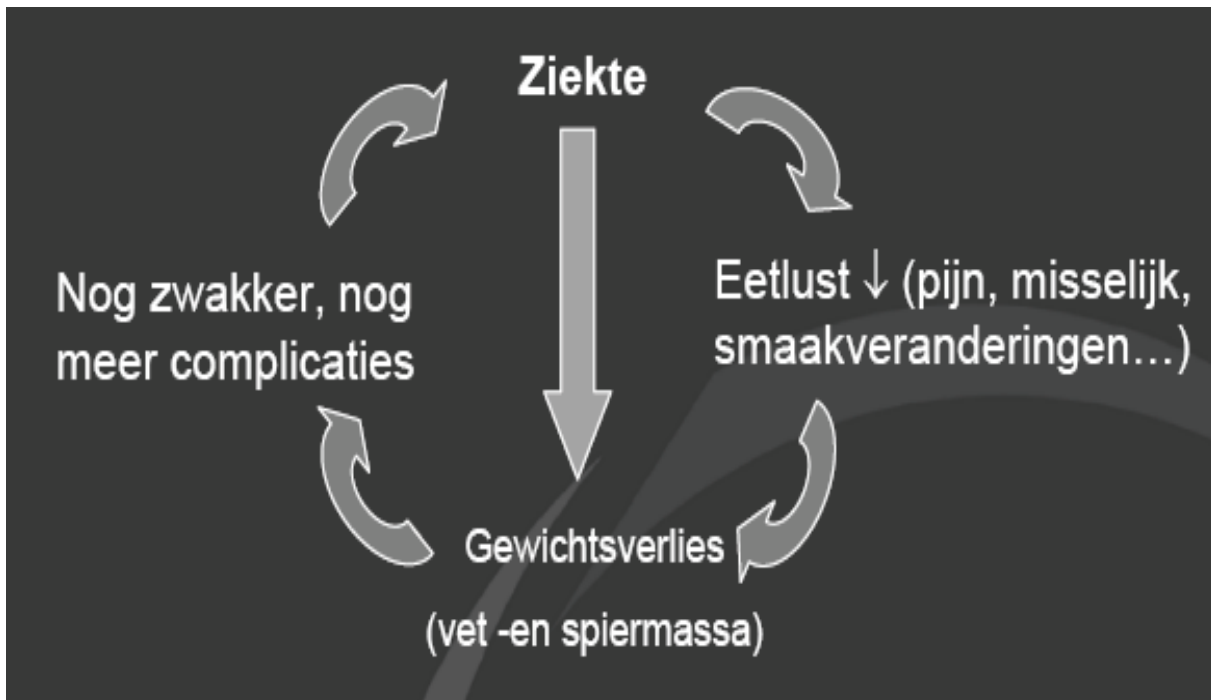 Ziekte
Eetlust ↓ (pijn, misselijk,
smaakveranderingen...)
Gewichtsverlies
(vet -en spiermassa)
Nog zwakker, nog
meer complicaties